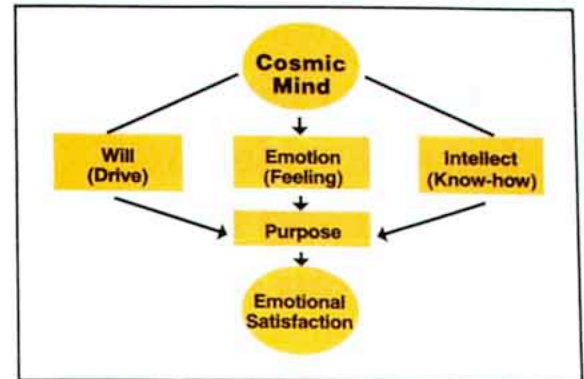 Cosmic
Mind
Will
(Drive)
Emotion
(Feeling)
Intellect
(Know-how)
Purpose
Emotional
Satisfaction